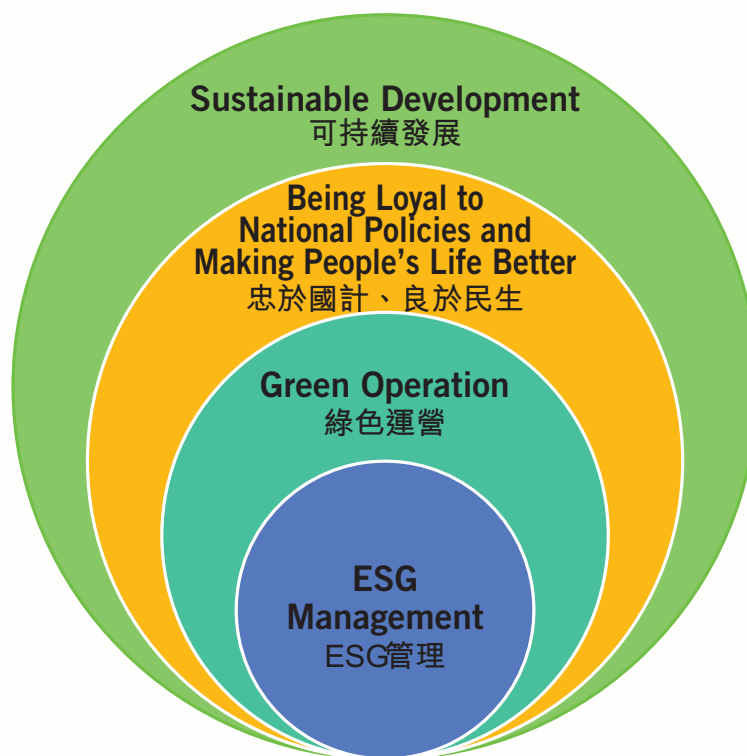 Sustainable Development
可持續發展
Being Loyal to
National Policies and
Making People's Life Better
忠於國計、良於民生
Green Operation
綠色運營
ESG
Management
ESG管理